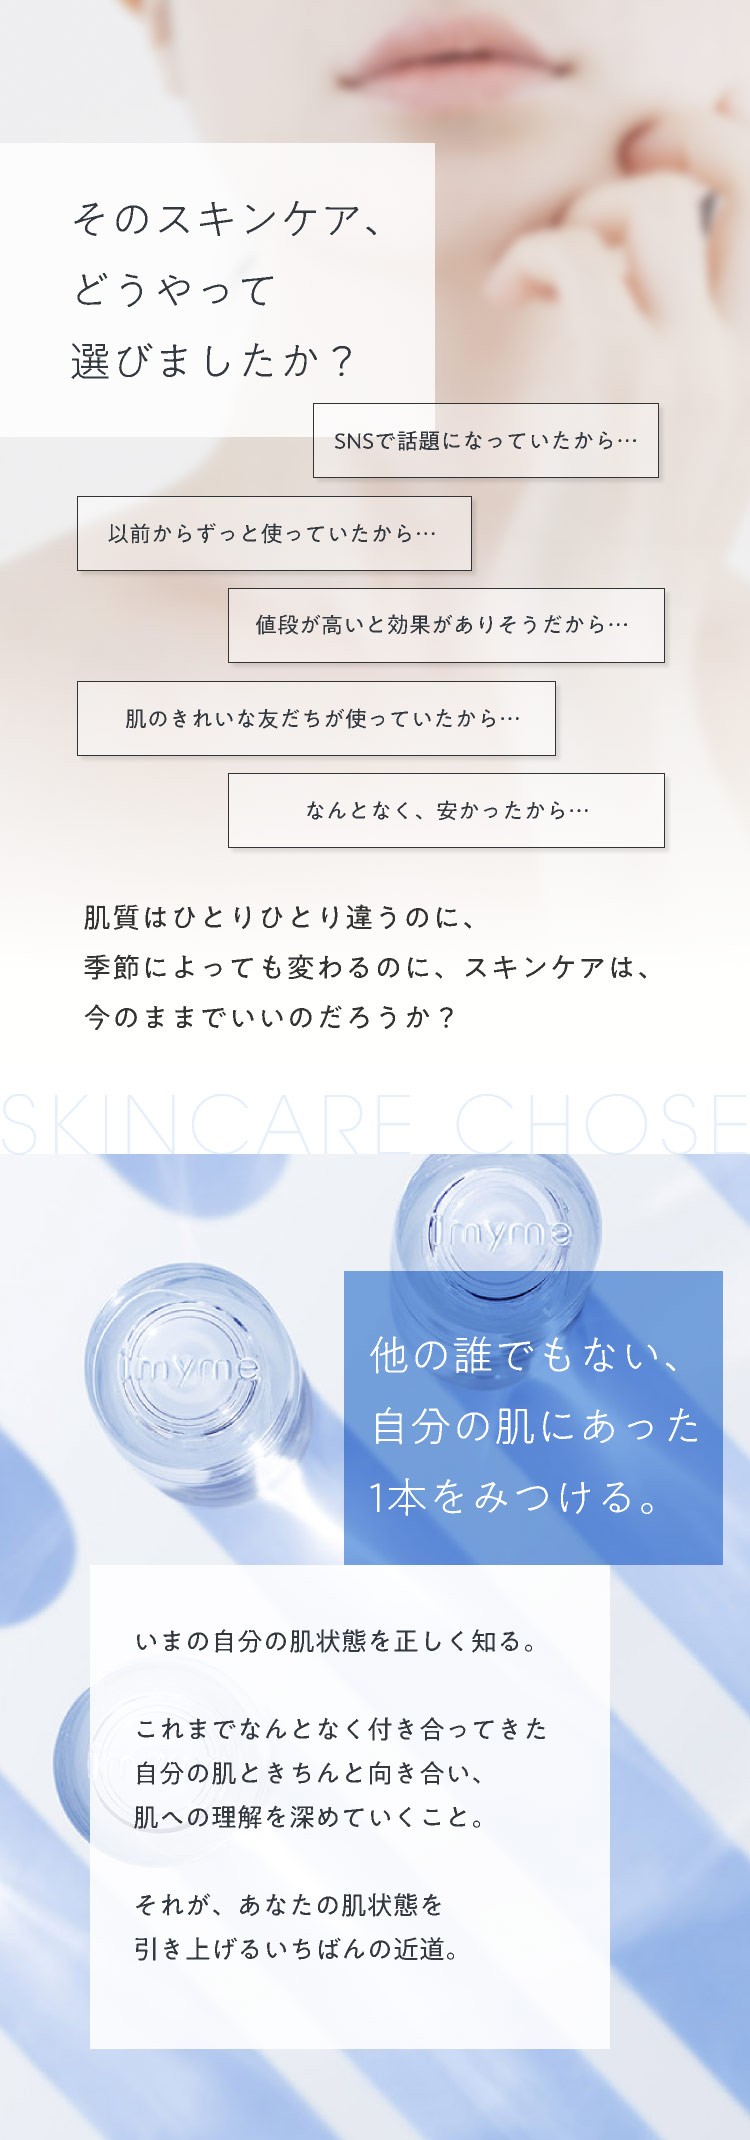 そのスキンケア、
どうやって
選びましたか？
SNSで話題になっていたから…
以前からずっと使っていたから…
値段が高いと効果がありそうだから…
肌のきれいな友だちが使っていたから…
なんとなく、安かったから…
肌質はひとりひとり違うのに、
季節によっても変わるのに、スキンケアは、
今のままでいいのだろうか？
SKINCARE CHOSE
imyme
imyme
他の誰でもない、
自分の肌にあった
1本をみつける。
いまの自分の肌状態を正しく知る。
これまでなんとなく付き合ってきた
自分の肌ときちんと向き合い、
肌への理解を深めていくこと。
それが、あなたの肌状態を
引き上げるいちばんの近道。